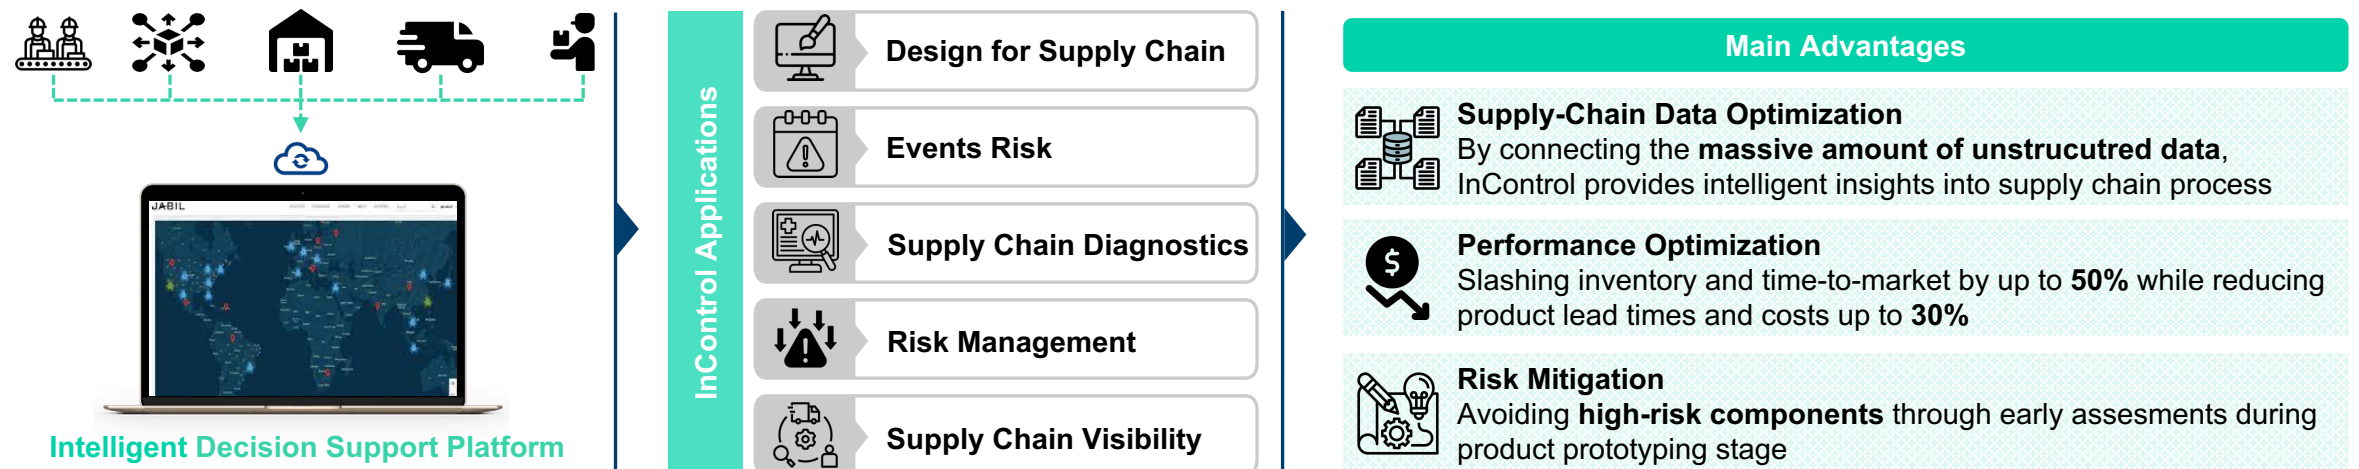 JABIL
Intelligent Decision Support Platform
InControl Applications
Design for Supply Chain
Events Risk
Supply Chain Diagnostics
Risk Management
Supply Chain Visibility
Main Advantages
Supply-Chain Data Optimization
By connecting the massive amount of unstrucutred data,
InControl provides intelligent insights into supply chain process
Performance Optimization
Slashing inventory and time-to-market by up to 50% while reducing
product lead times and costs up to 30%
Risk Mitigation
Avoiding high-risk components through early assesments during
product prototyping stage